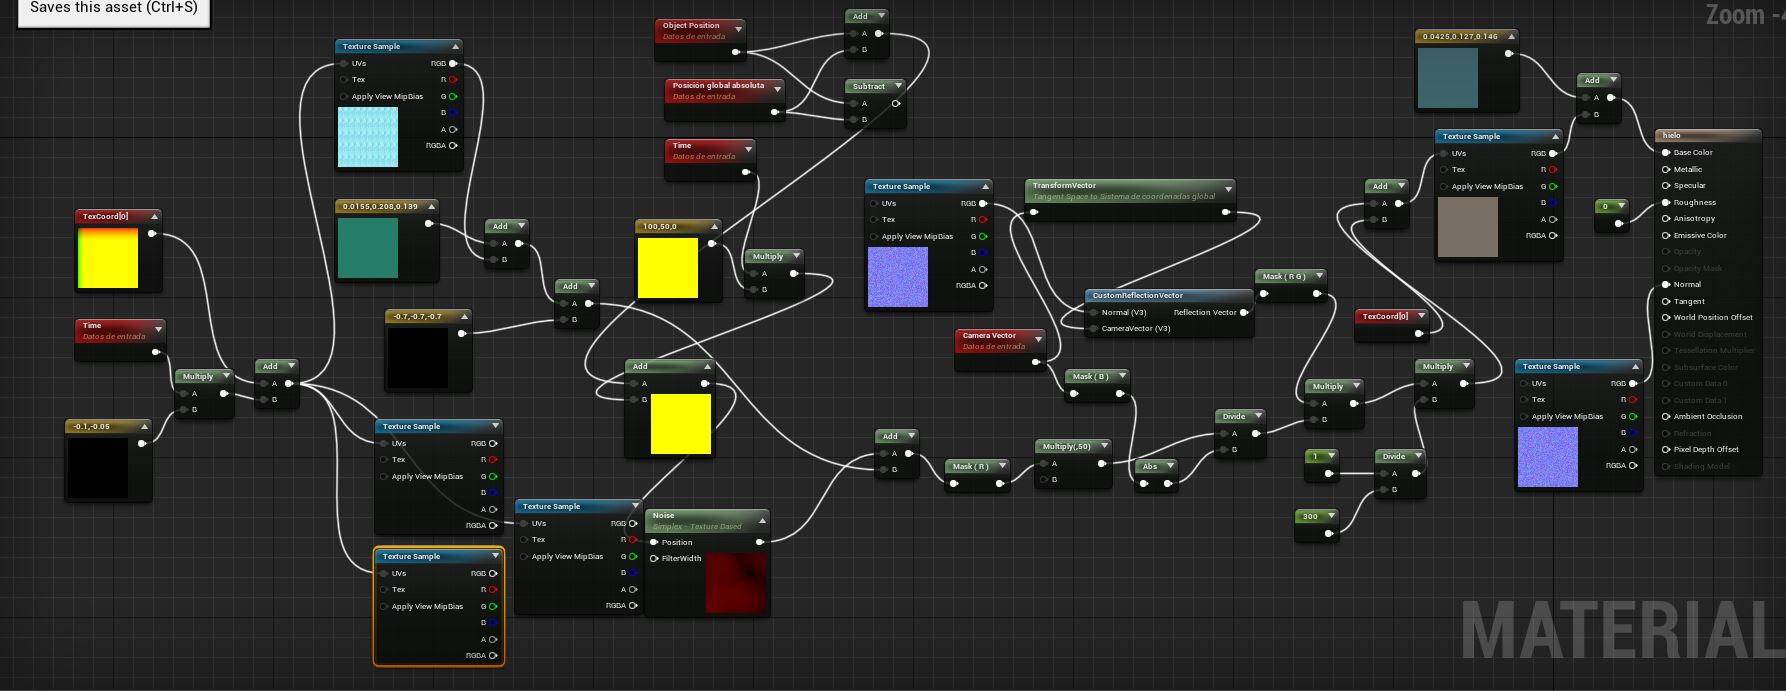 Saves this asset (Ctrl+S)
Zoom -4
Texture Sample
UVs
RGB
Tex
R
Apply View MipBias
G
B
A
RGBA
Object Position
Datos de entrada
Add
A
B
Posición global absoluta
Datos de entrada
Subtract
A
B
Time
Datos de entrada
0.0425,0.127,0.146
Add
A
B
hielo
Base Color
Metallic
Specular
Roughness
Anisotropy
Emissive Color
Opacity
Opacity Mask
Normal
Tangent
World Position Offset
World Displacement
Tessellation Multiplier
Subsurface Color
Custom Data 0
Custom Data 1
Ambient Occlusion
Refraction
Pixel Depth Offset
Shading Model
Texture Sample
UVs
RGB
Tex
R
Apply View MipBias
G
B
A
RGBA
0
Add
A
B
Texture Sample
UVs
RGB
Tex
R
Apply View MipBias
G
B
A
RGBA
TransformVector
Tangent Space to Sistema de coordenadas global
TexCoord[0]
0.0155,0.208,0.139
Add
A
B
100,50,0
Multiply
A
B
Add
A
B
-0.7,-0.7,-0.7
Mask ( R G )
CustomReflectionVector
Normal (V3)
Reflection Vector
CameraVector (V3)
TexCoord[0]
Time
Datos de entrada
Camera Vector
Datos de entrada
Multiply
A
B
Add
A
B
Add
A
B
Mask ( B )
Multiply
A
B
Multiply
A
B
Texture Sample
UVs
RGB
Tex
R
Apply View MipBias
G
B
A
RGBA
-0.1,-0.05
Texture Sample
UVs
RGB
Tex
R
Apply View MipBias
G
B
A
RGBA
Add
A
B
Mask ( R )
Multiply(,50)
A
B
Abs
Divide
A
B
1
Divide
A
B
300
Texture Sample
UVs
RGB
Tex
R
Apply View MipBias
G
B
A
RGBA
Noise
Simplex - Texture Based
Position
FilterWidth
Texture Sample
UVs
RGB
Tex
R
Apply View MipBias
G
B
A
RGBA
MATERIAL